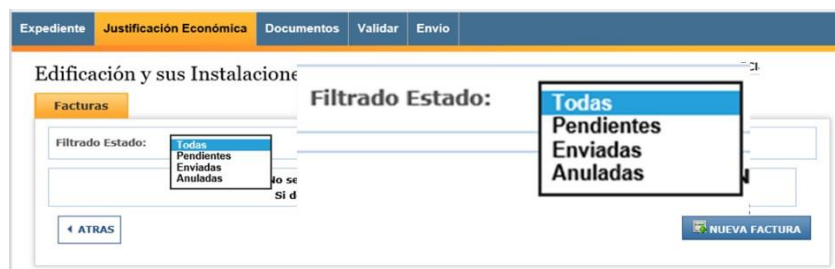 Expediente Justificación Económica Documentos Validar Envio
Edificación y sus Instalacione
Facturas
Filtrado Estado:
Todas
Pendientes
Enviadas
Anuladas
Filtrado Estado:
Todas
Pendientes
Enviadas
Anuladas
No se
Si d
ATRAS
NUEVA FACTURA